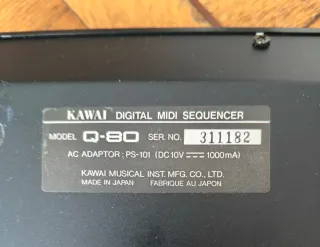 KAWAI DIGITAL MIDI SEQUENCER
MODEL Q-80 SER. NO. 311182
AC ADAPTOR : PS-101 (DC10V ⎓ 1000mA)
KAWAI MUSICAL INST. MFG. CO., LTD.
MADE IN JAPAN FABRIQUE AU JAPON